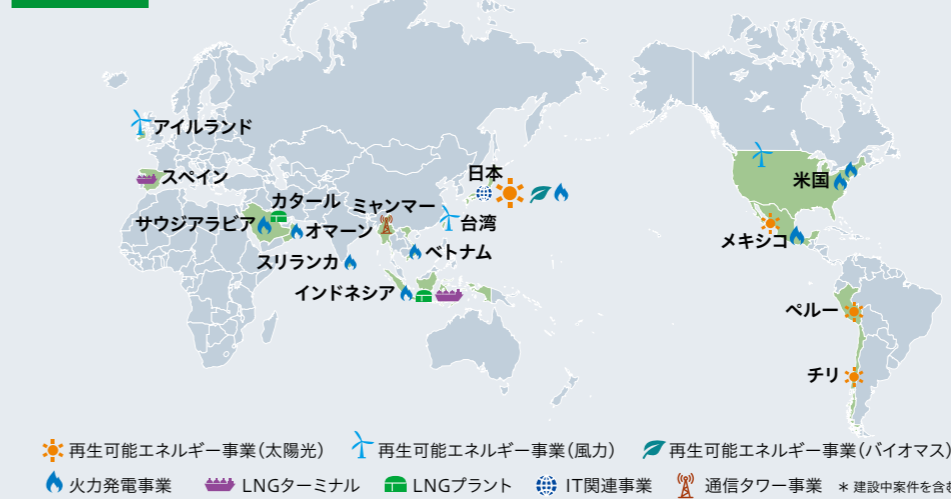 アイルランド
スペイン
日本
カタール
ミャンマー
サウジアラビア
オマーン
台湾
スリランカ
ベトナム
インドネシア
米国
メキシコ
ペルー
チリ
再生可能エネルギー事業(太陽光) 再生可能エネルギー事業(風力) 再生可能エネルギー事業(バイオマス)
火力発電事業 LNGターミナル LNGプラント IT関連事業 通信タワー事業 ＊建設中案件を含